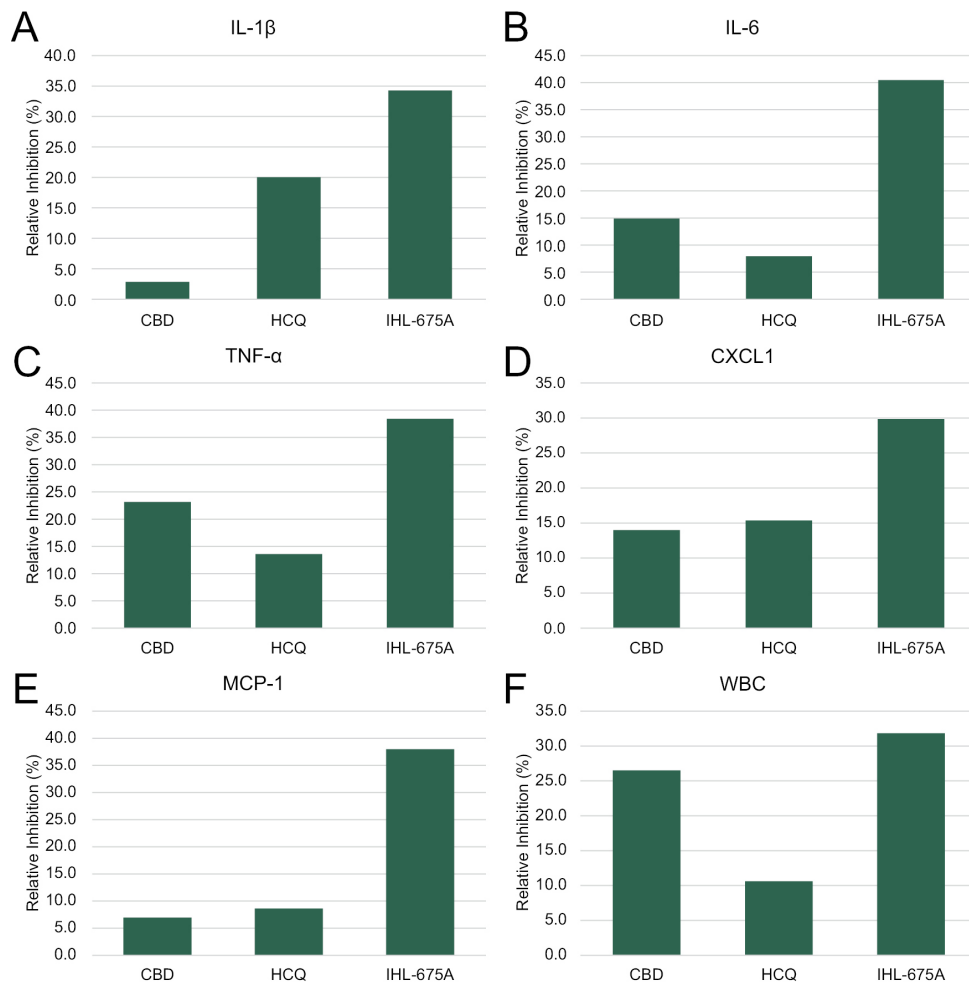 A
IL-1β
Relative Inhibition (%)
40.0
35.0
30.0
25.0
20.0
15.0
10.0
5.0
0.0
CBD HCQ IHL-675A
B
IL-6
Relative Inhibition (%)
45.0
40.0
35.0
30.0
25.0
20.0
15.0
10.0
5.0
0.0
CBD HCQ IHL-675A
C
TNF-α
Relative Inhibition (%)
45.0
40.0
35.0
30.0
25.0
20.0
15.0
10.0
5.0
0.0
CBD HCQ IHL-675A
D
CXCL1
Relative Inhibition (%)
35.0
30.0
25.0
20.0
15.0
10.0
5.0
0.0
CBD HCQ IHL-675A
E
MCP-1
Relative Inhibition (%)
45.0
40.0
35.0
30.0
25.0
20.0
15.0
10.0
5.0
0.0
CBD HCQ IHL-675A
F
WBC
Relative Inhibition (%)
35.0
30.0
25.0
20.0
15.0
10.0
5.0
0.0
CBD HCQ IHL-675A